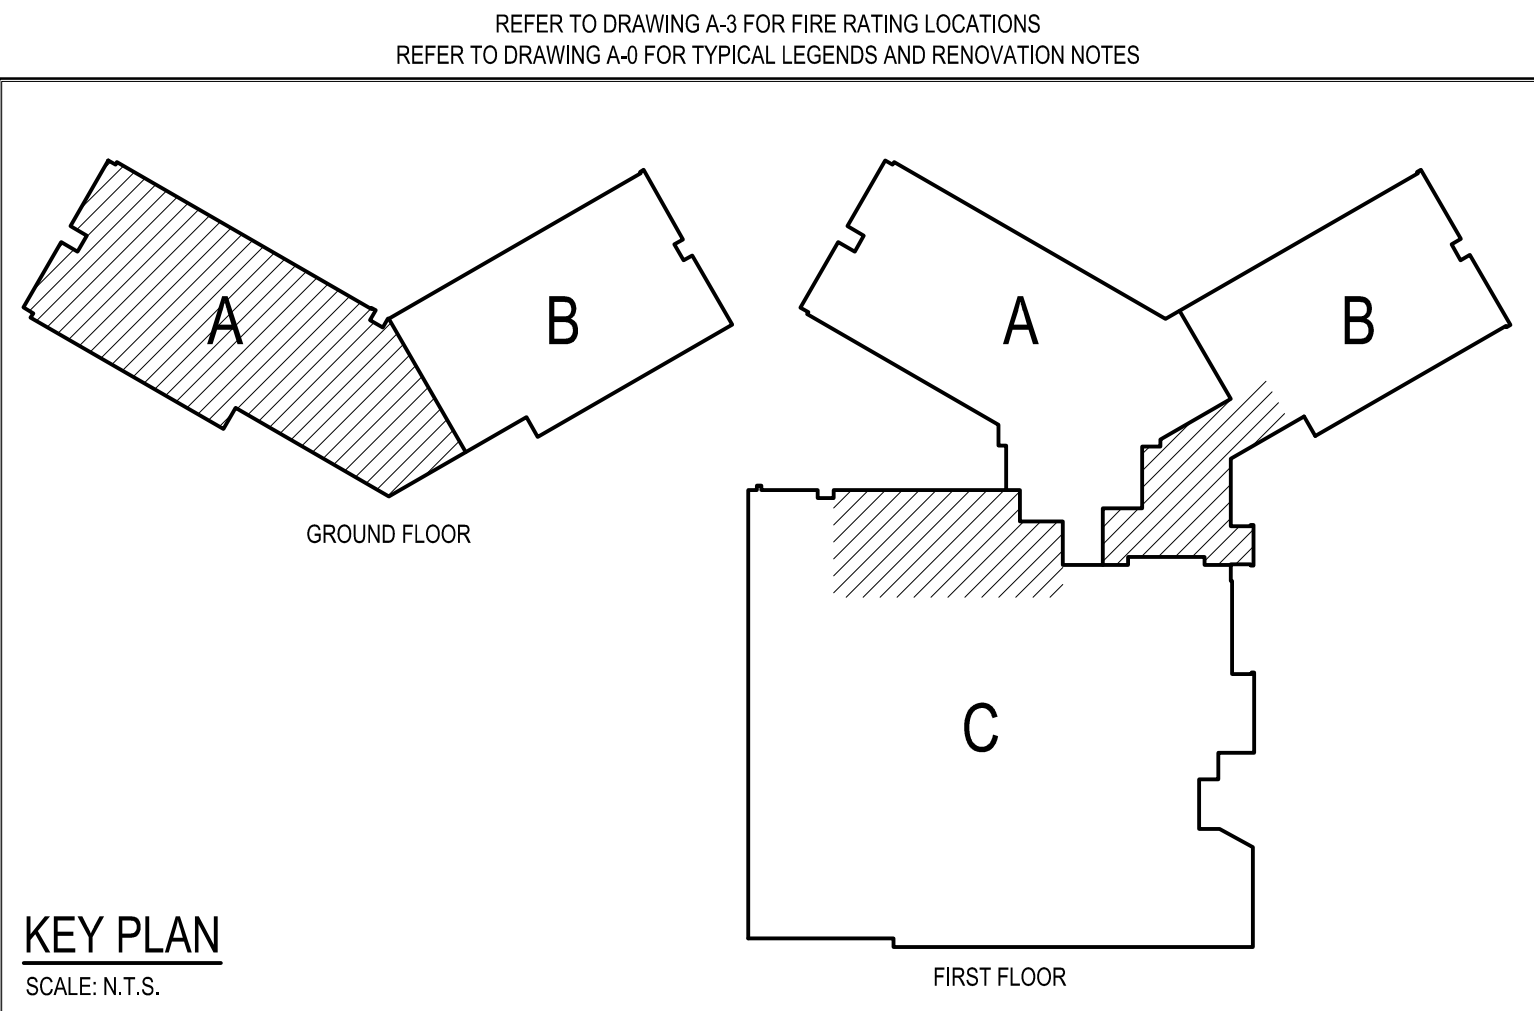 REFER TO DRAWING A-3 FOR FIRE RATING LOCATIONS
REFER TO DRAWING A-0 FOR TYPICAL LEGENDS AND RENOVATION NOTES
A
B
GROUND FLOOR
A
B
C
FIRST FLOOR
KEY PLAN
SCALE: N.T.S.